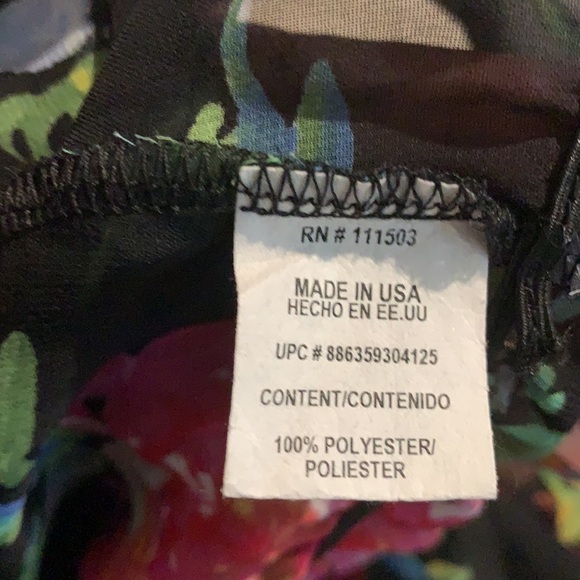 RN # 111503
MADE IN USA
HECHO EN EE.UU
UPC # 886359304125
CONTENT/CONTENIDO
100% POLYESTER/
POLIESTER